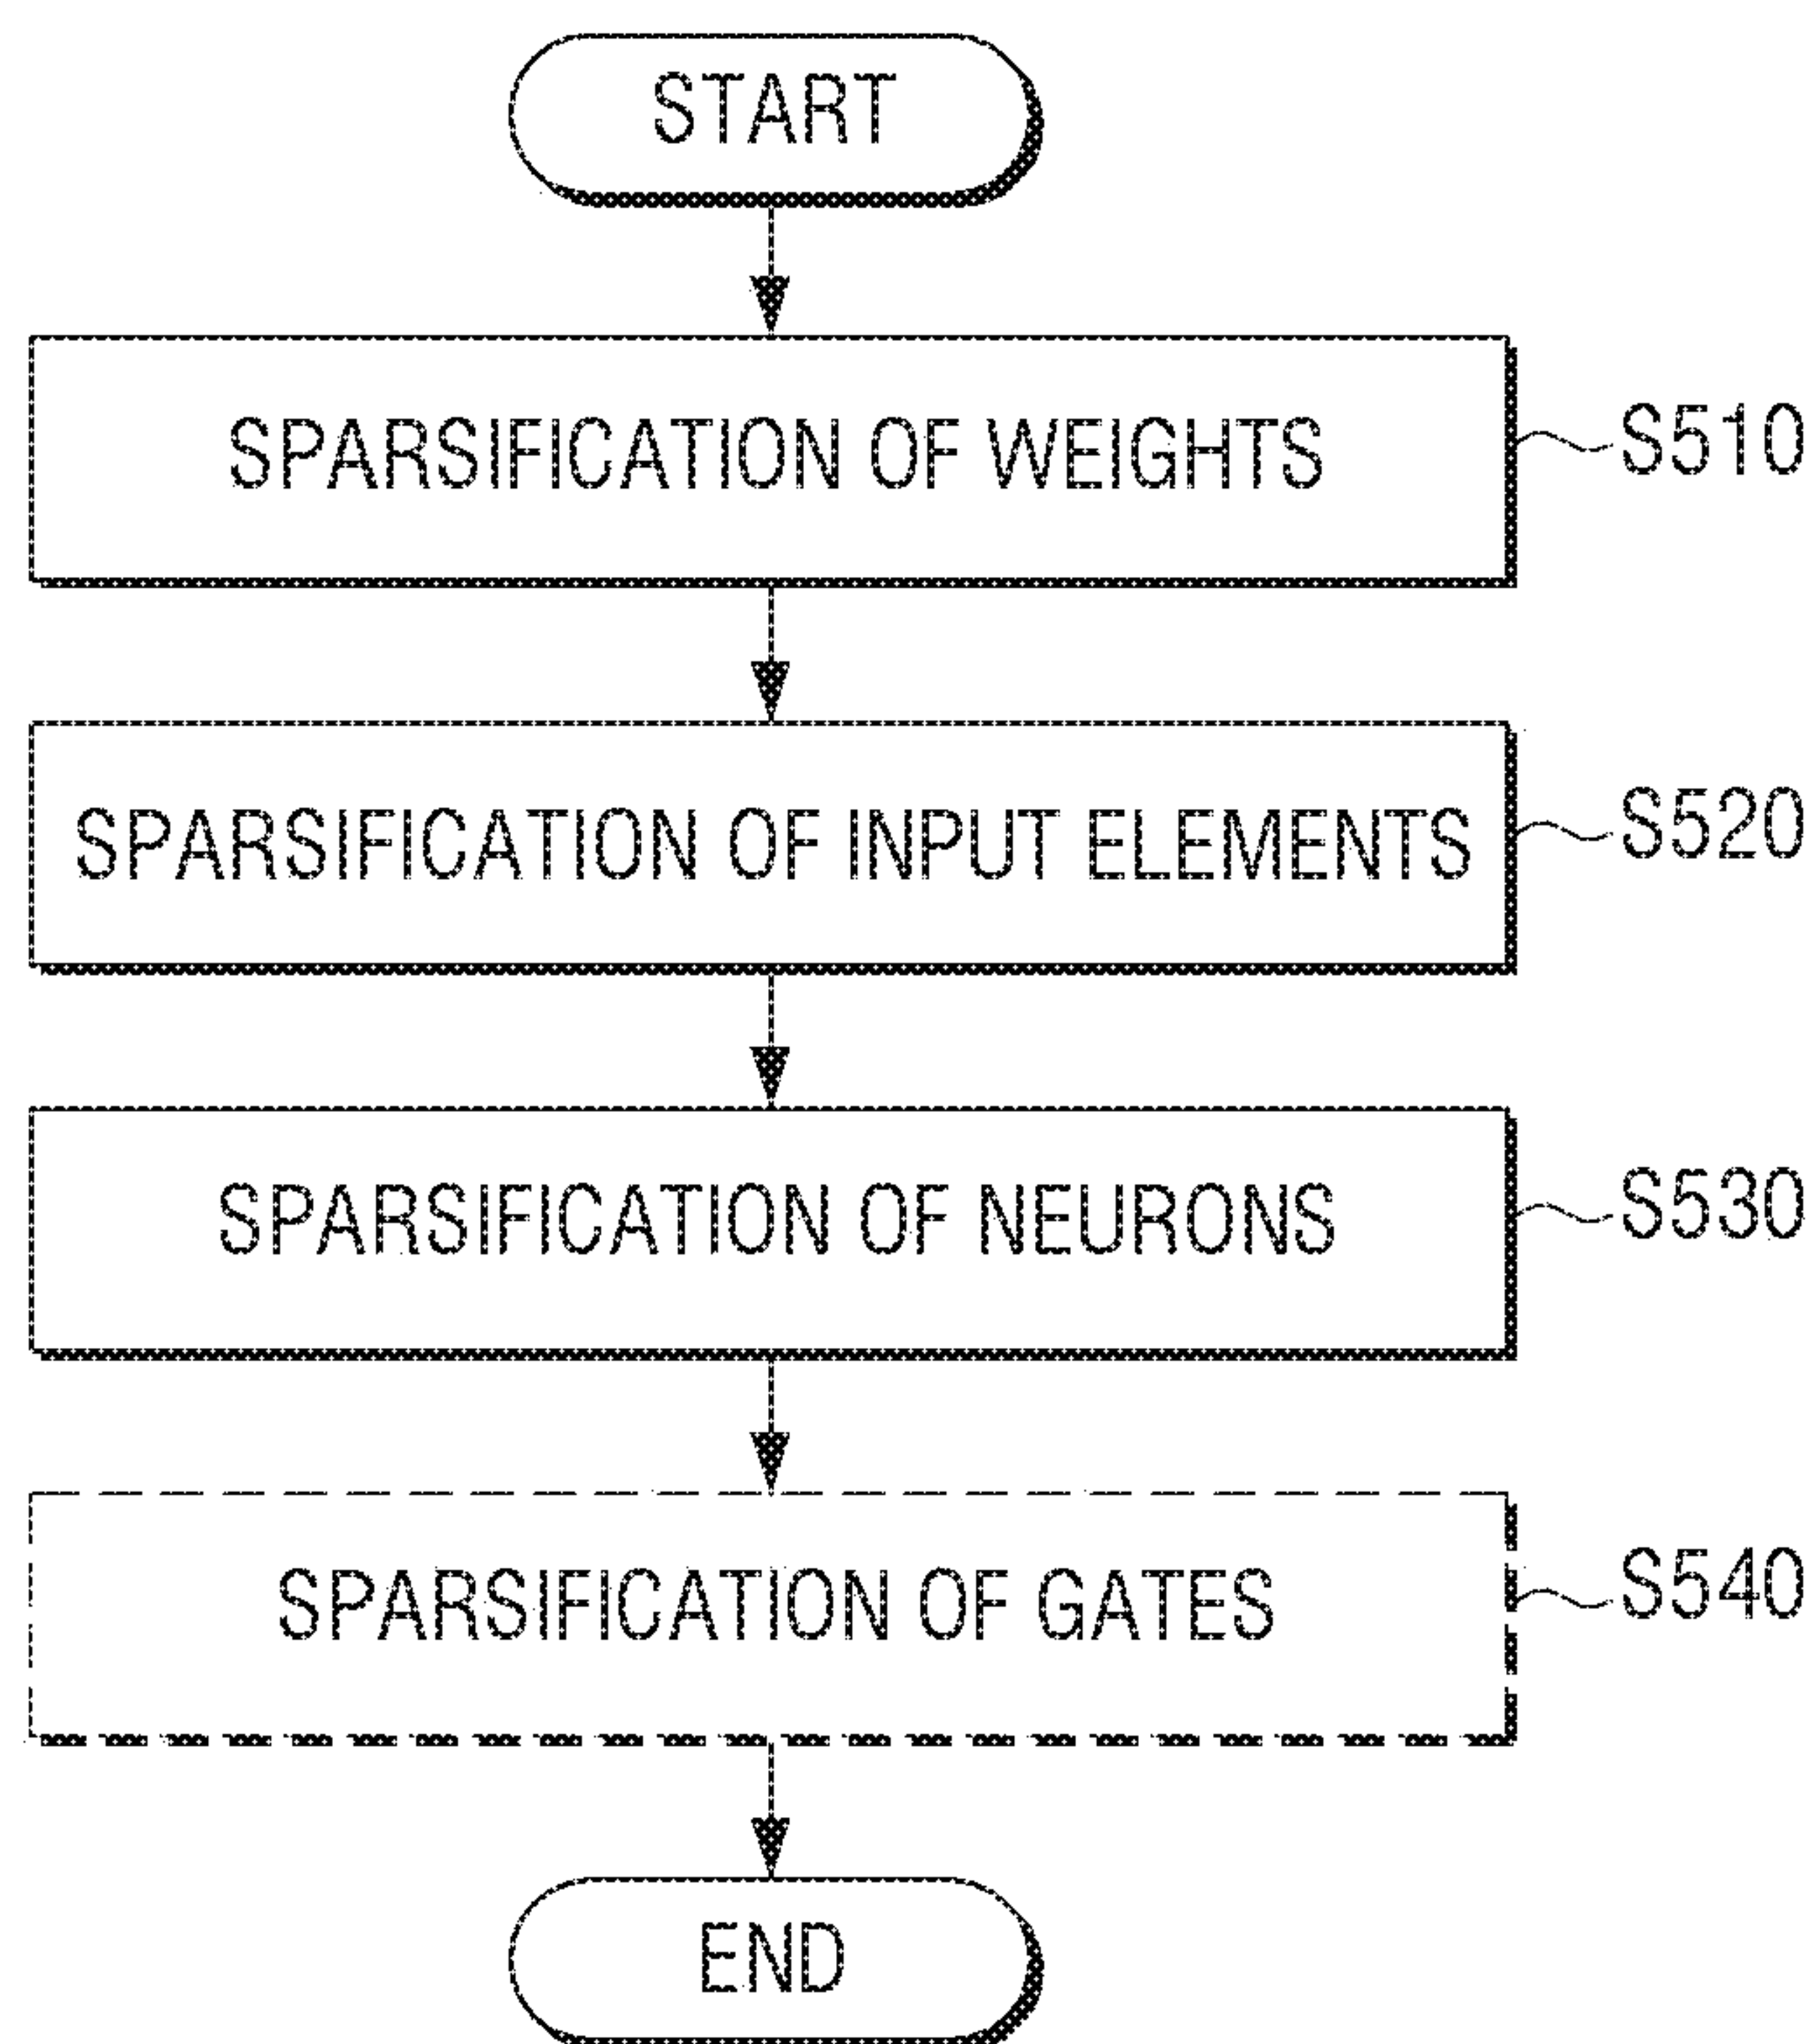 START
SPARSIFICATION OF WEIGHTS
S510
SPARSIFICATION OF INPUT ELEMENTS
S520
SPARSIFICATION OF NEURONS
S530
SPARSIFICATION OF GATES
S540
END